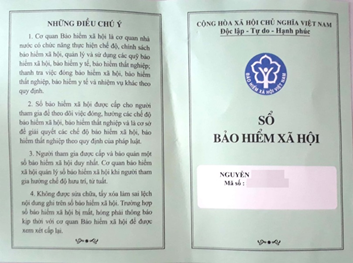 NHỮNG ĐIỀU CHÚ Ý
1. Cơ quan Bảo hiểm xã hội là cơ quan nhà
nước có chức năng thực hiện chế độ, chính sách
bảo hiểm xã hội, quản lý và sử dụng các quỹ bảo
hiểm xã hội, bảo hiểm y tế, bảo hiểm thất nghiệp;
thanh tra việc đóng bảo hiểm xã hội, bảo hiểm
thất nghiệp, bảo hiểm y tế và nhiệm vụ khác theo
quy định.
2. Sổ bảo hiểm xã hội được cấp cho người
tham gia để theo dõi việc đóng, hưởng các chế độ
bảo hiểm xã hội, bảo hiểm thất nghiệp và là cơ sở
để giải quyết các chế độ bảo hiểm xã hội, bảo
hiểm thất nghiệp theo quy định của pháp luật.
3. Người tham gia được cấp và bảo quản một
sổ bảo hiểm xã hội duy nhất. Cơ quan bảo hiểm
xã hội quản lý sổ bảo hiểm xã hội khi người tham
gia hưởng chế độ hưu trí, tử tuất.
4. Không được sửa chữa, tẩy xóa làm sai lệch
nội dung ghi trên sổ bảo hiểm xã hội. Trường hợp
sổ bảo hiểm xã hội bị mất, hỏng phải thông báo
kịp thời với cơ quan Bảo hiểm xã hội để được
xem xét cấp lại.
CỘNG HÒA XÃ HỘI CHỦ NGHĨA VIỆT NAM
Độc lập - Tự do - Hạnh phúc
BẢO HIỂM XÃ HỘI VIỆT NAM
SỔ
BẢO HIỂM XÃ HỘI
NGUYỄN
Mã số :